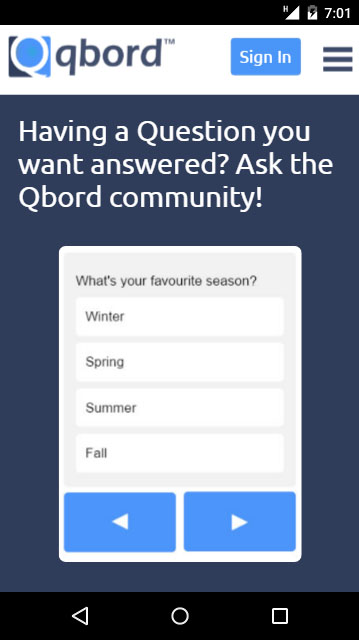 H 7:01
qbord™
Sign In
Having a Question you
want answered? Ask the
Qbord community!
What's your favourite season?
Winter
Spring
Summer
Fall